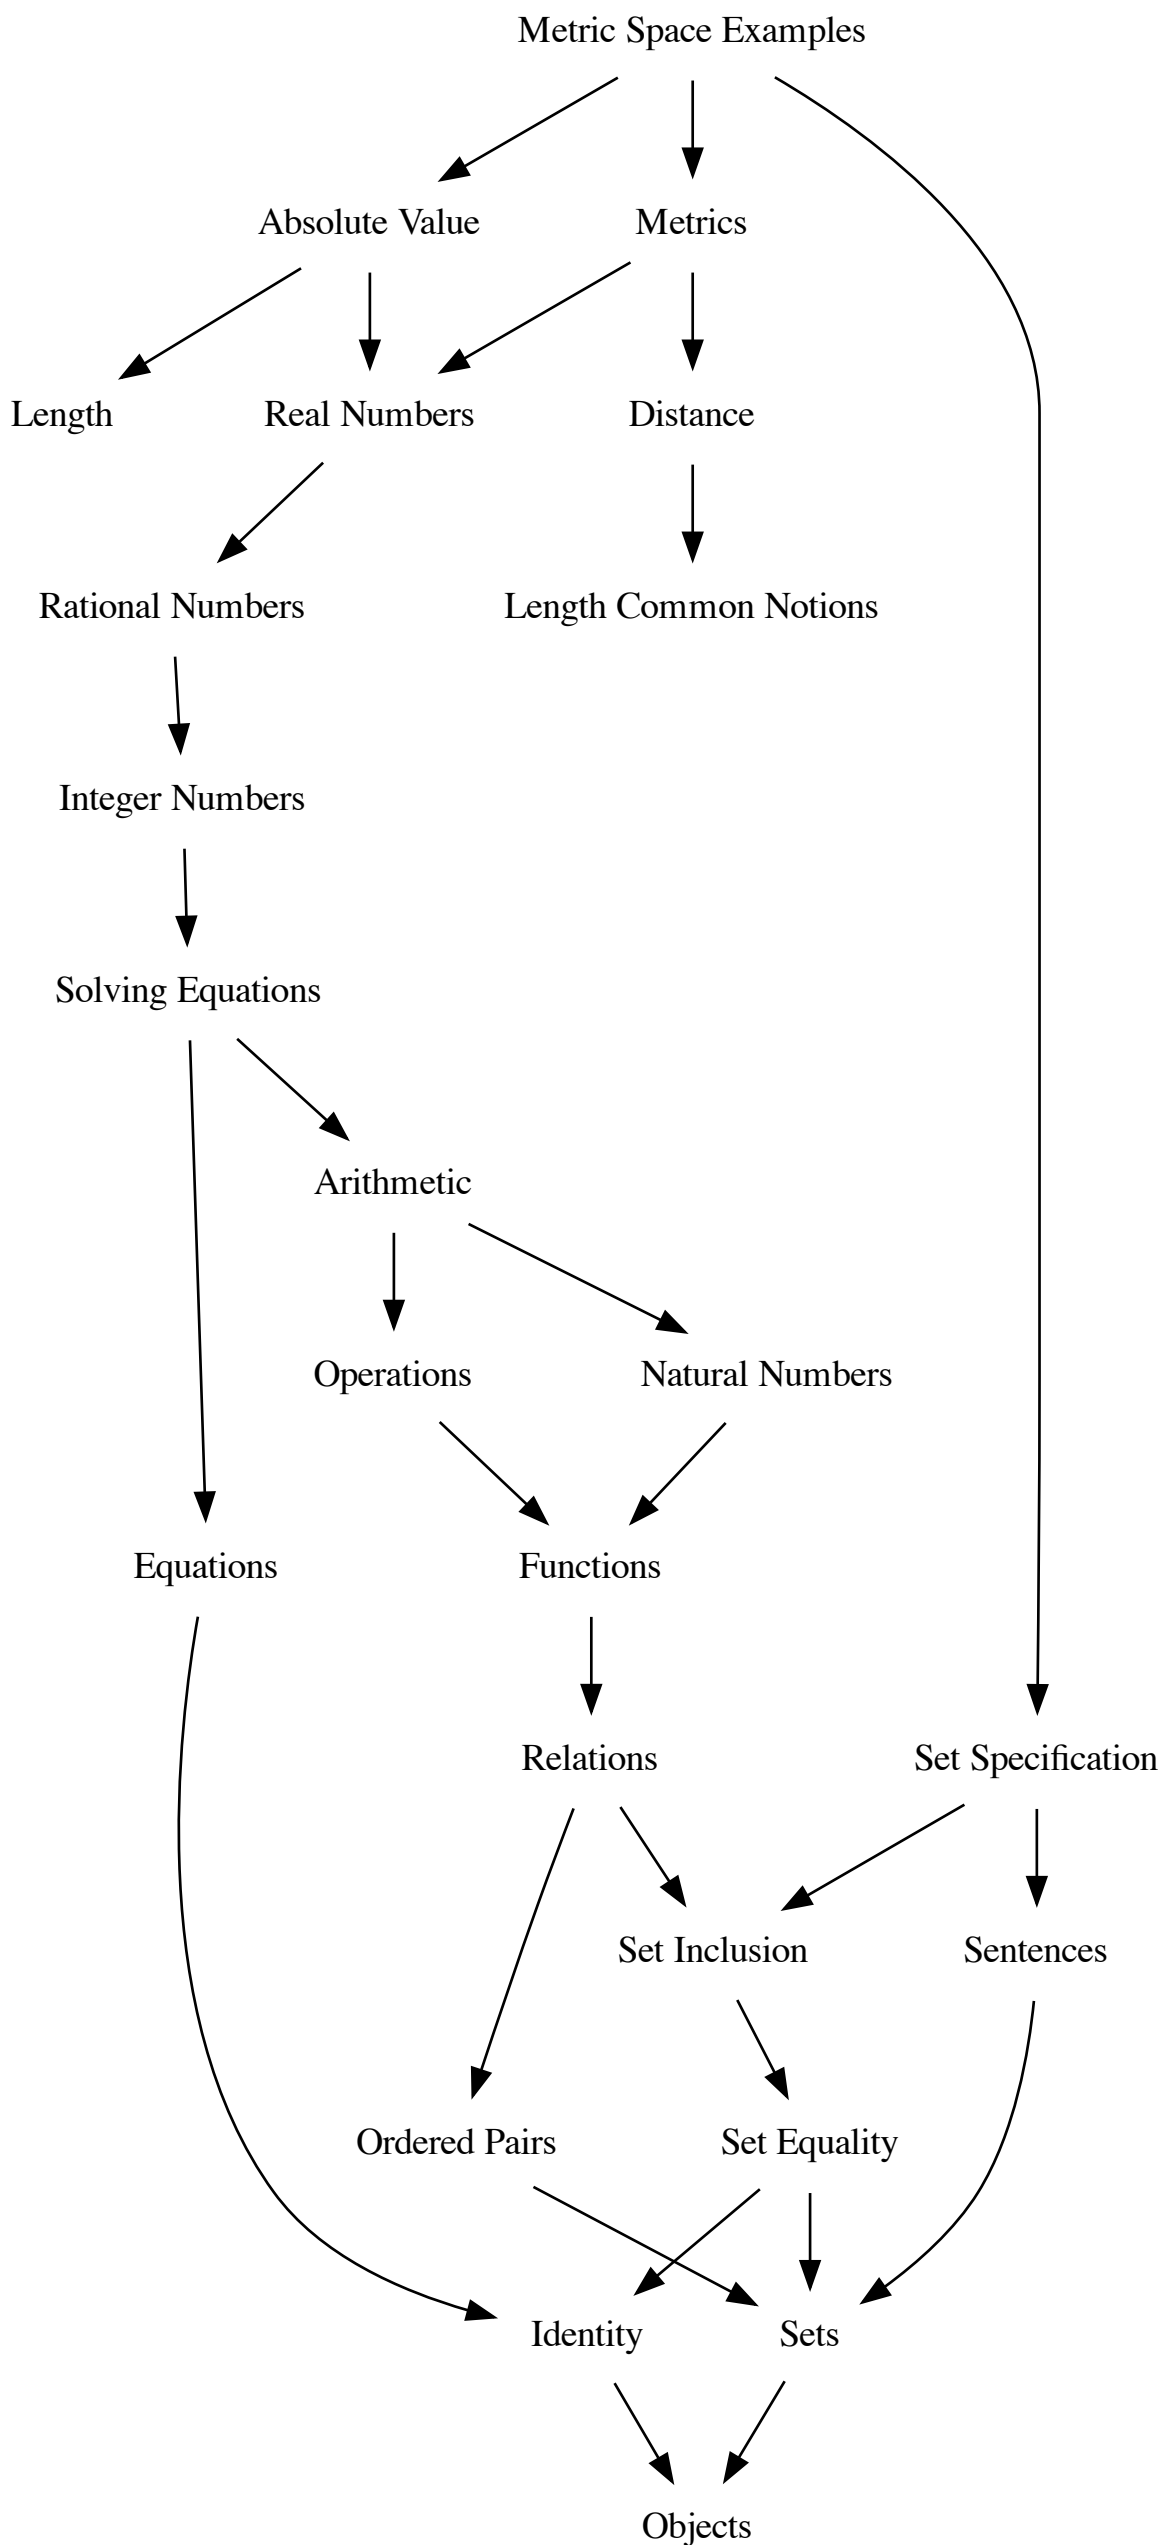 Metric Space Examples
Absolute Value
Metrics
Length
Real Numbers
Distance
Rational Numbers
Length Common Notions
Integer Numbers
Solving Equations
Arithmetic
Operations
Natural Numbers
Equations
Functions
Relations
Set Specification
Set Inclusion
Sentences
Ordered Pairs
Set Equality
Identity
Sets
Objects